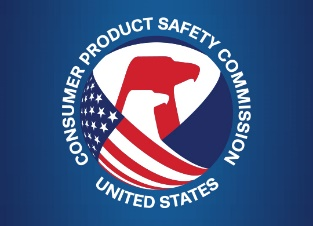 CONSUMER PRODUCT SAFETY COMMISSION
UNITED STATES